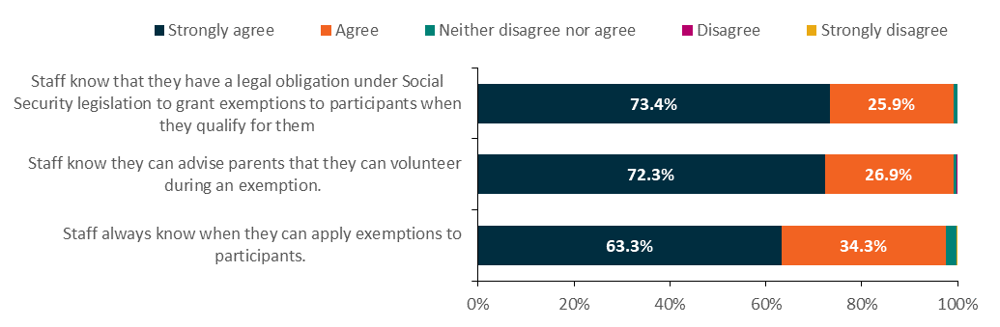 Strongly agree Agree Neither disagree nor agree Disagree Strongly disagree
Staff know that they have a legal obligation under Social
Security legislation to grant exemptions to participants when
they qualify for them
73.4% 25.9%
Staff know they can advise parents that they can volunteer
during an exemption.
72.3% 26.9%
Staff always know when they can apply exemptions to
participants.
63.3% 34.3%
0% 20% 40% 60% 80% 100%